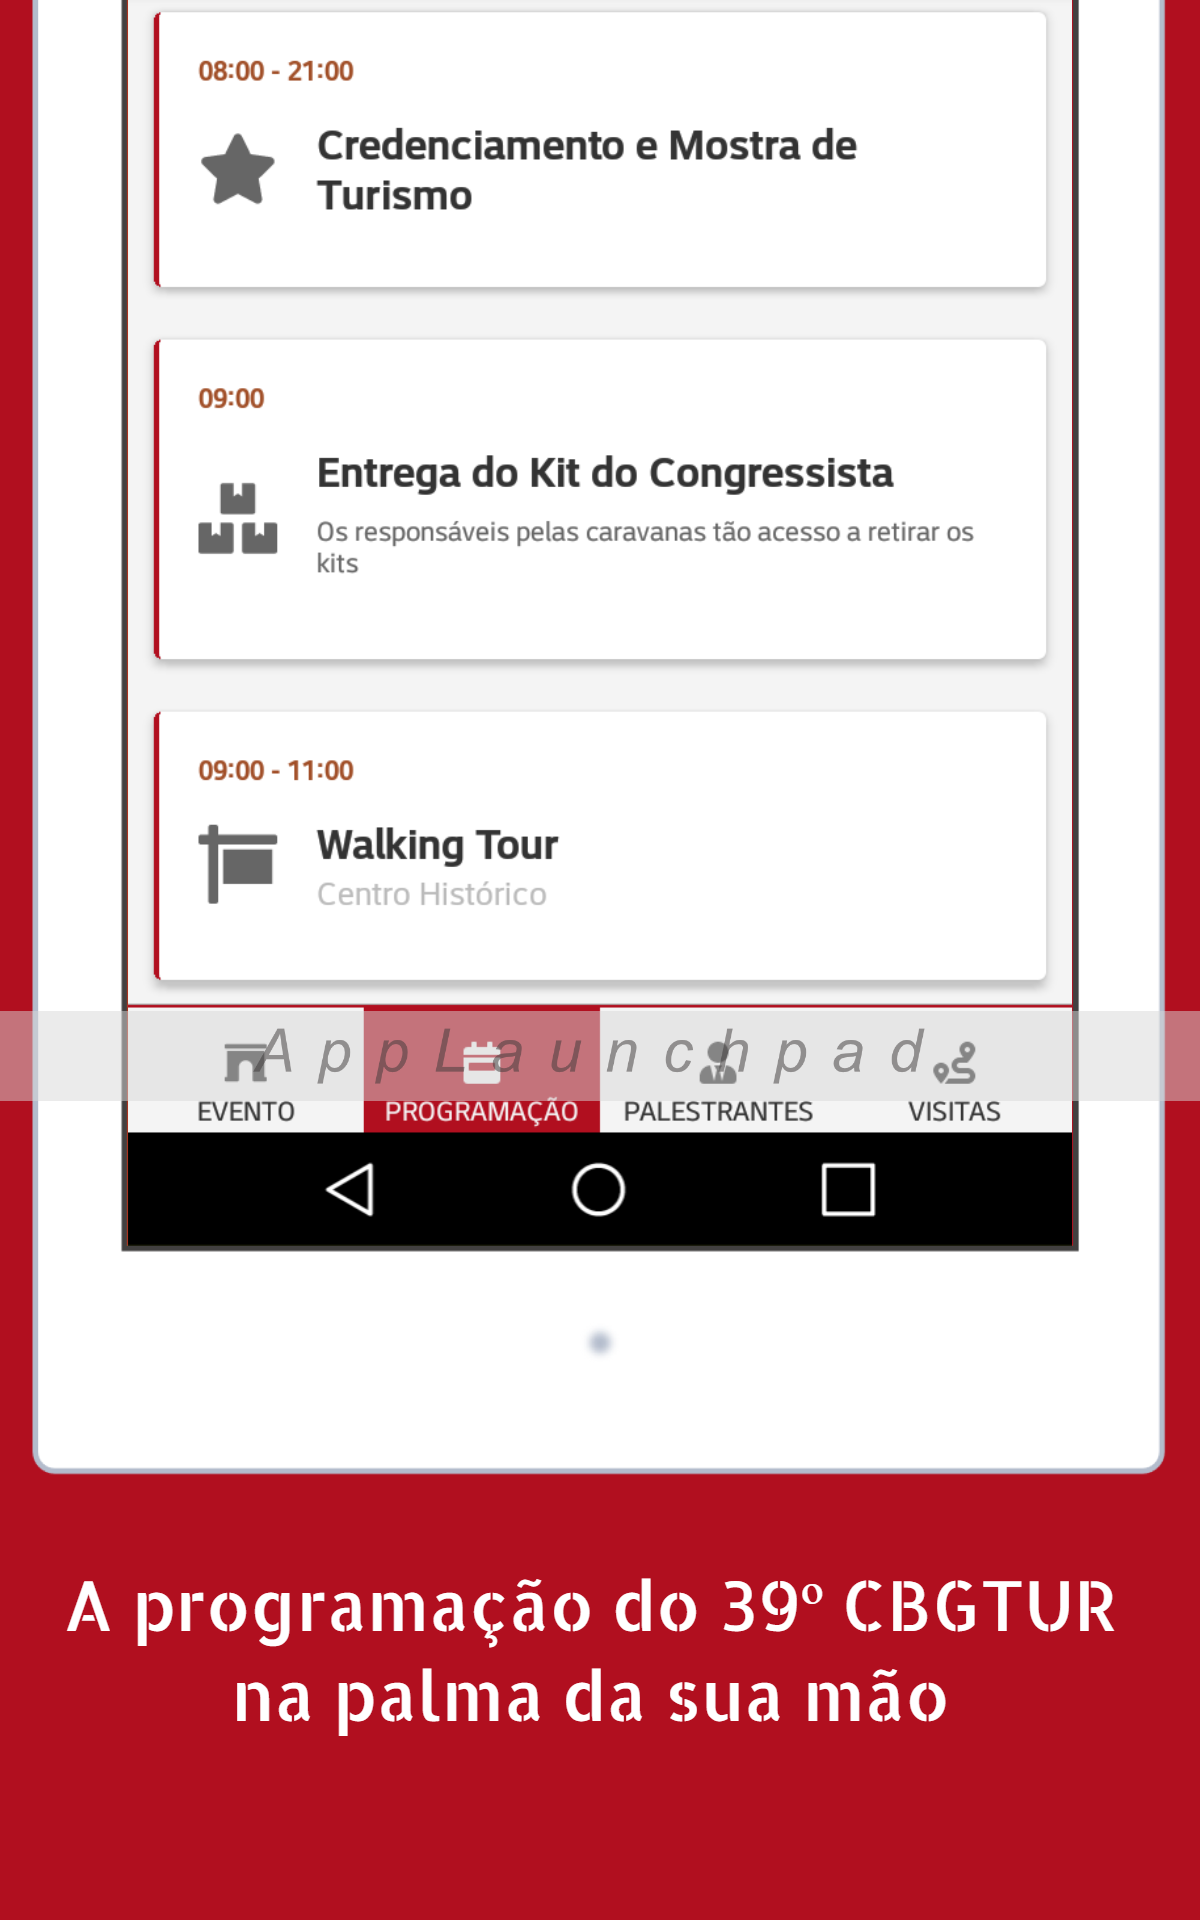 08:00 - 21:00
Credenciamento e Mostra de
Turismo
09:00
Entrega do Kit do Congressista
Os responsáveis pelas caravanas tão acesso a retirar os
kits
09:00 - 11:00
Walking Tour
Centro Histórico
AppLaunchpad
EVENTO
PROGRAMAÇÃO
PALESTRANTES
VISITAS
A programação do 39º CBGTUR
na palma da sua mão